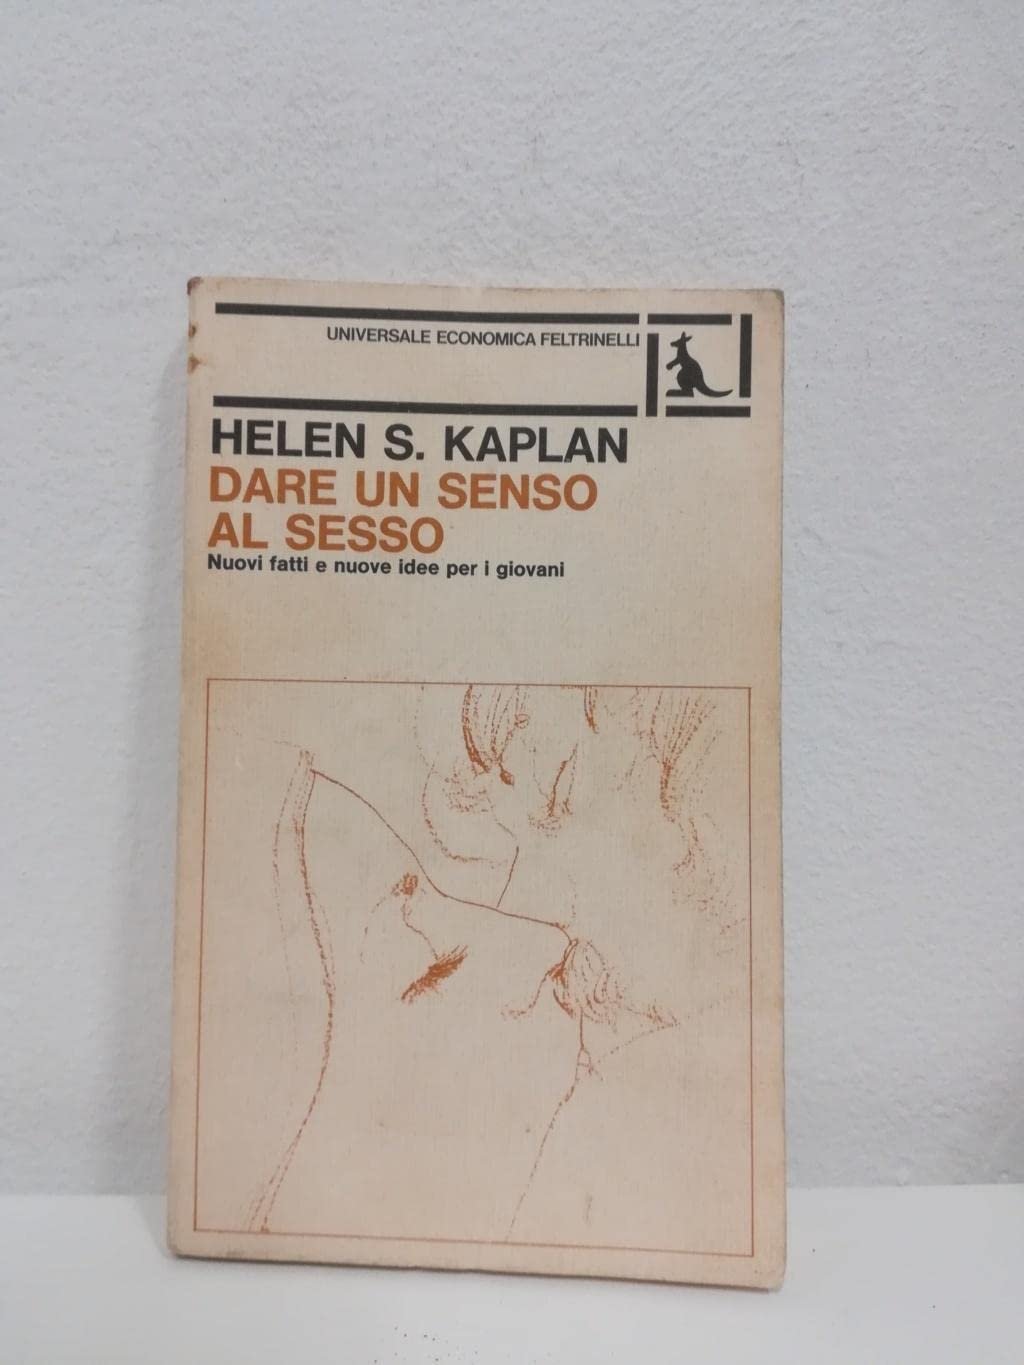 UNIVERSALE ECONOMICA FELTRINELLI
HELEN S. KAPLAN
DARE UN SENSO
AL SESSO
Nuovi fatti e nuove idee per i giovani